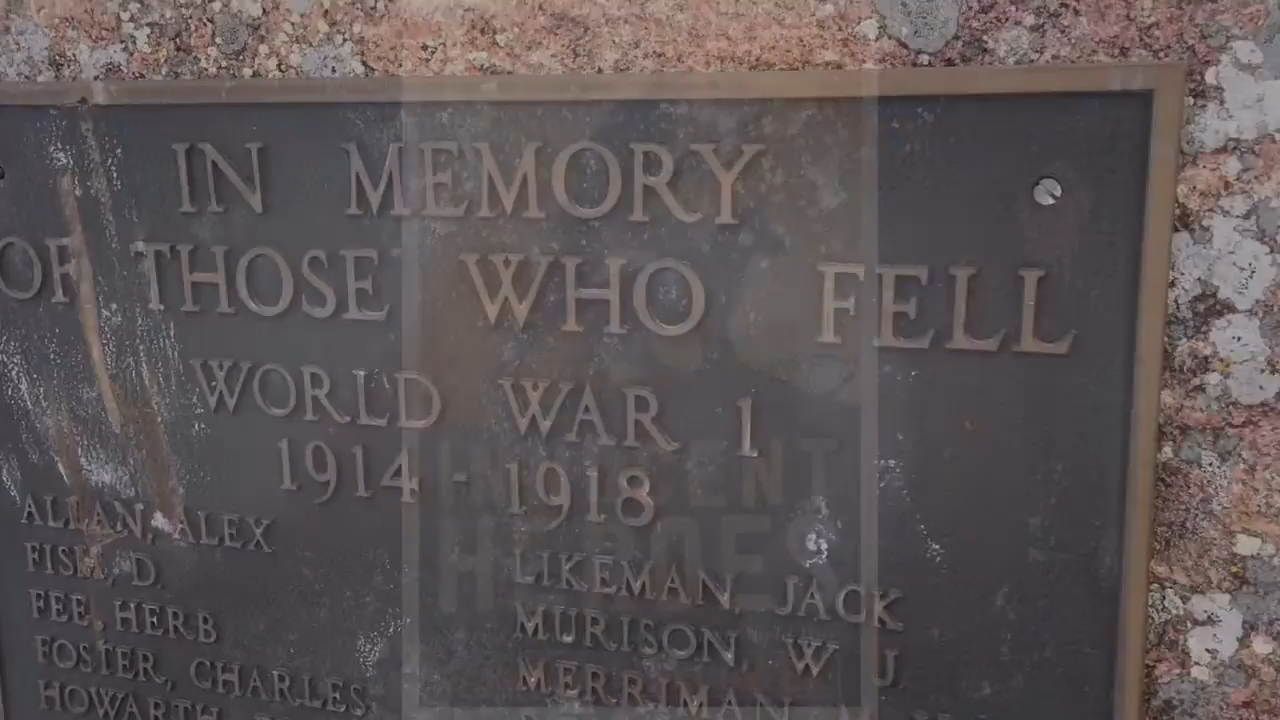 IN MEMORY
OF THOSE WHO FELL
WORLD WAR 1
1914 - 1918
ALLAN, ALEX
FISH, D.
FEE, HERB
FOSTER, CHARLES
HOWARTH,
LIKEMAN, JACK
MURISON, W. J.
MERRIMAN,
HEROES